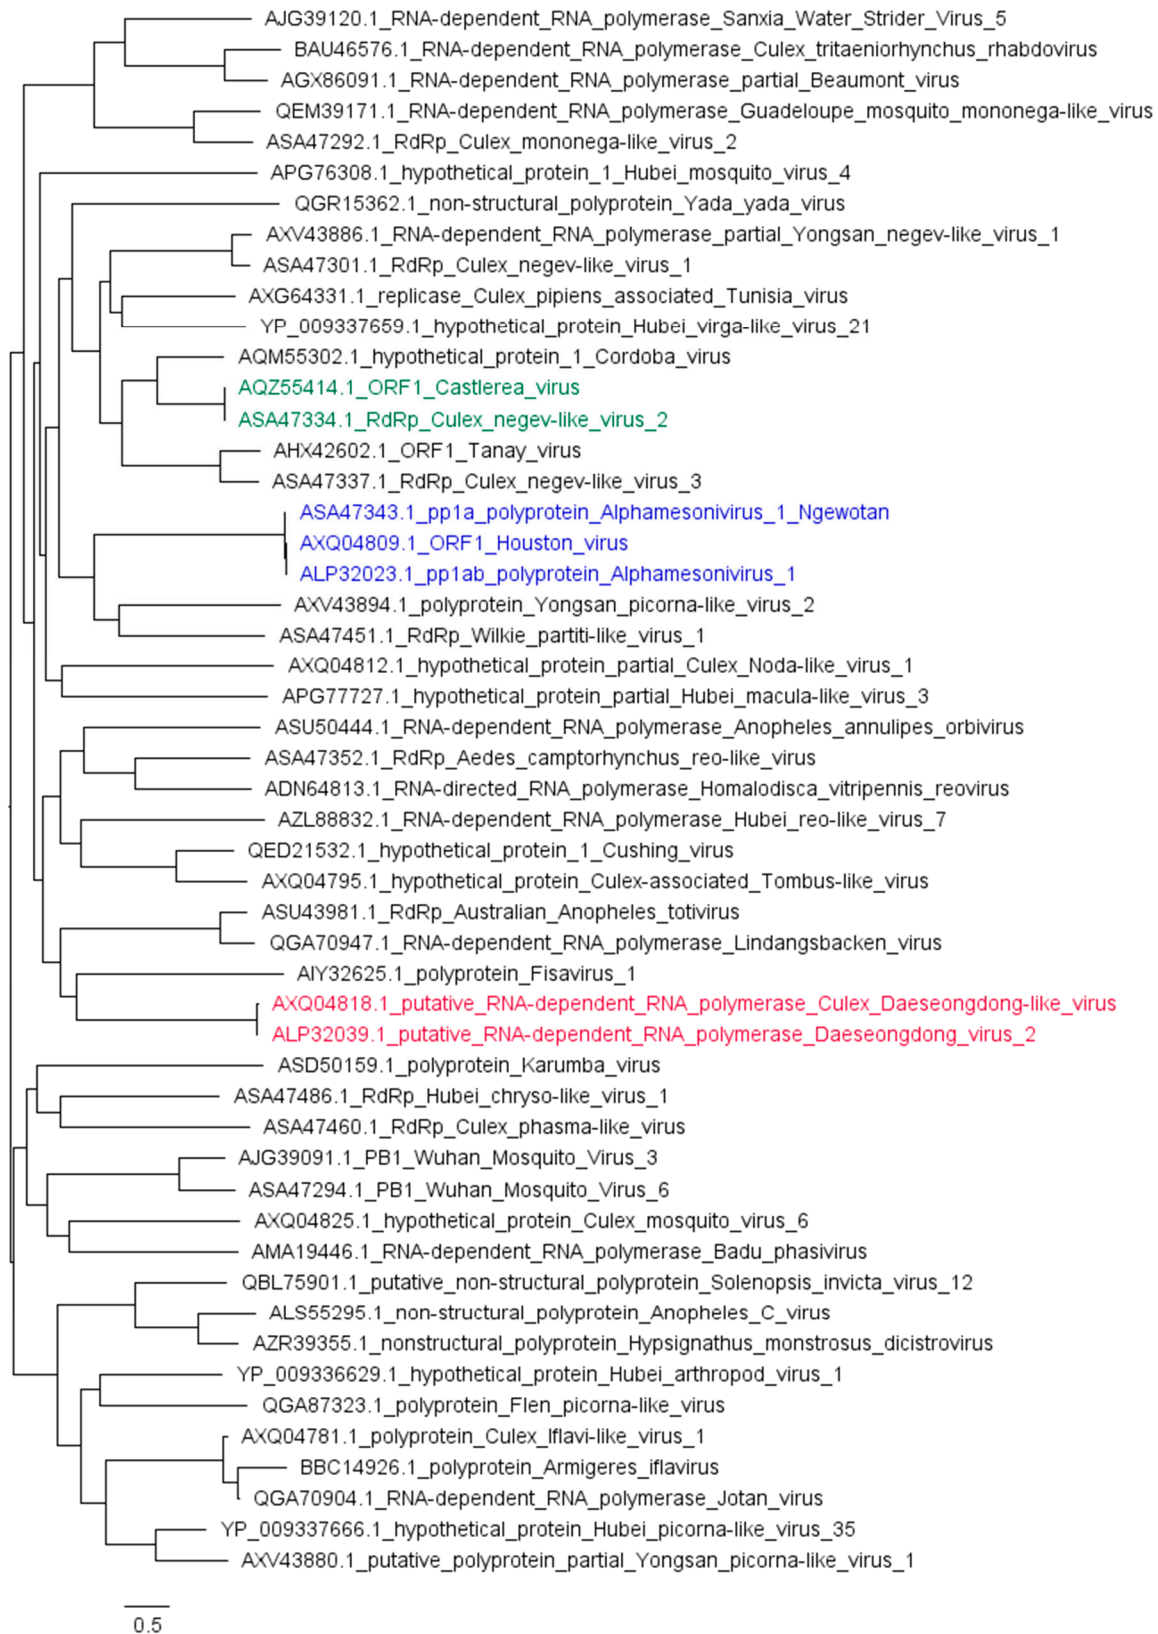 AJG39120.1_RNA-dependent_RNA_polymerase_Sanxia_Water_Strider_Virus_5
BAU46576.1_RNA-dependent_RNA_polymerase_Culex_tritaeniorhynchus_rhabdovirus
AGX86091.1_RNA-dependent_RNA_polymerase_partial_Beaumont_virus
QEM39171.1_RNA-dependent_RNA_polymerase_Guadeloupe_mosquito_mononega-like_virus
ASA47292.1_RdRp_Culex_mononega-like_virus_2
APG76308.1_hypothetical_protein_1_Hubei_mosquito_virus_4
QGR15362.1_non-structural_polyprotein_Yada_yada_virus
AXV43886.1_RNA-dependent_RNA_polymerase_partial_Yongsan_negev-like_virus_1
ASA47301.1_RdRp_Culex_negev-like_virus_1
AXG64331.1_replicase_Culex_pipiens_associated_Tunisia_virus
YP_009337659.1_hypothetical_protein_Hubei_virga-like_virus_21
AQM55302.1_hypothetical_protein_1_Cordoba_virus
AQZ55414.1_ORF1_Castlerea_virus
ASA47334.1_RdRp_Culex_negev-like_virus_2
AHX42602.1_ORF1_Tanay_virus
ASA47337.1_RdRp_Culex_negev-like_virus_3
ASA47343.1_pp1a_polyprotein_Alphamesonivirus_1_Ngewotan
AXQ04809.1_ORF1_Houston_virus
ALP32023.1_pp1ab_polyprotein_Alphamesonivirus_1
AXV43894.1_polyprotein_Yongsan_picorna-like_virus_2
ASA47451.1_RdRp_Wilkie_partiti-like_virus_1
AXQ04812.1_hypothetical_protein_partial_Culex_Noda-like_virus_1
APG77727.1_hypothetical_protein_partial_Hubei_macula-like_virus_3
ASU50444.1_RNA-dependent_RNA_polymerase_Anopheles_annulipes_orbivirus
ASA47352.1_RdRp_Aedes_camptorhynchus_reo-like_virus
ADN64813.1_RNA-directed_RNA_polymerase_Homalodisca_vitripennis_reovirus
AZL88832.1_RNA-dependent_RNA_polymerase_Hubei_reo-like_virus_7
QED21532.1_hypothetical_protein_1_Cushing_virus
AXQ04795.1_hypothetical_protein_Culex-associated_Tombus-like_virus
ASU43981.1_RdRp_Australian_Anopheles_totivirus
QGA70947.1_RNA-dependent_RNA_polymerase_Lindangsbacken_virus
AIY32625.1_polyprotein_Fisavirus_1
AXQ04818.1_putative_RNA-dependent_RNA_polymerase_Culex_Daeseongdong-like_virus
ALP32039.1_putative_RNA-dependent_RNA_polymerase_Daeseongdong_virus_2
ASD50159.1_polyprotein_Karumba_virus
ASA47486.1_RdRp_Hubei_chryso-like_virus_1
ASA47460.1_RdRp_Culex_phasma-like_virus
AJG39091.1_PB1_Wuhan_Mosquito_Virus_3
ASA47294.1_PB1_Wuhan_Mosquito_Virus_6
AXQ04825.1_hypothetical_protein_Culex_mosquito_virus_6
AMA19446.1_RNA-dependent_RNA_polymerase_Badu_phasivirus
QBL75901.1_putative_non-structural_polyprotein_Solenopsis_invicta_virus_12
ALS55295.1_non-structural_polyprotein_Anopheles_C_virus
AZR39355.1_nonstructural_polyprotein_Hypsignathus_monstrosus_dicistrovirus
YP_009336629.1_hypothetical_protein_Hubei_arthropod_virus_1
QGA87323.1_polyprotein_Flen_picorna-like_virus
AXQ04781.1_polyprotein_Culex_Iflavi-like_virus_1
BBC14926.1_polyprotein_Armigeres_iflavirus
QGA70904.1_RNA-dependent_RNA_polymerase_Jotan_virus
YP_009337666.1_hypothetical_protein_Hubei_picorna-like_virus_35
AXV43880.1_putative_polyprotein_partial_Yongsan_picorna-like_virus_1
0.5